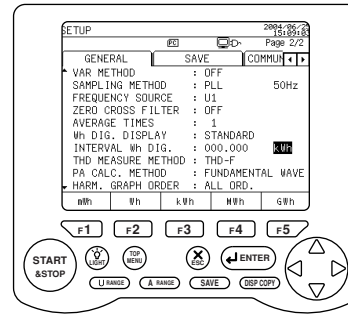 SETUP 2004/06/25
15:09:03
PC Page 2/2
GENERAL SAVE COMMUN
VAR METHOD : OFF
SAMPLING METHOD : PLL 50Hz
FREQUENCY SOURCE : U1
ZERO CROSS FILTER : OFF
AVERAGE TIMES : 1
Wh DIG. DISPLAY : STANDARD
INTERVAL Wh DIG. : 000.000 kWh
THD MEASURE METHOD : THD-F
PA CALC. METHOD : FUNDAMENTAL WAVE
HARM. GRAPH ORDER : ALL ORD.
mWh Wh kWh MWh GWh
F1 F2 F3 F4 F5
START &STOP LIGHT TOP MENU ESC ENTER
U RANGE A RANGE SAVE DISP COPY